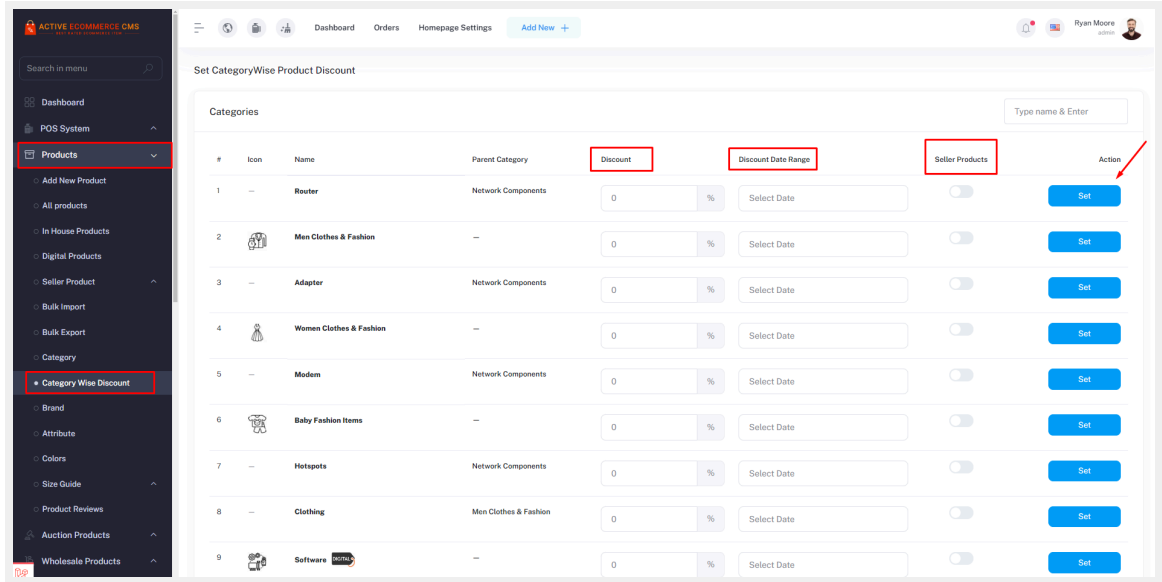 ACTIVE ECOMMERCE CMS
Dashboard Orders Homepage Settings Add New +
Ryan Moore
admin
Search in menu
Dashboard
POS System
Products
Add New Product
All products
In House Products
Digital Products
Seller Product
Bulk Import
Bulk Export
Category
Category Wise Discount
Brand
Attribute
Colors
Size Guide
Product Reviews
Auction Products
Wholesale Products
Set CategoryWise Product Discount
Categories Type name & Enter
# Icon Name Parent Category Discount Discount Date Range Seller Products Action
1 — Router Network Components 0 % Select Date Set
2 Men Clothes & Fashion — 0 % Select Date Set
3 — Adapter Network Components 0 % Select Date Set
4 Women Clothes & Fashion — 0 % Select Date Set
5 — Modem Network Components 0 % Select Date Set
6 Baby Fashion Items — 0 % Select Date Set
7 — Hotspots Network Components 0 % Select Date Set
8 — Clothing Men Clothes & Fashion 0 % Select Date Set
9 Software DIGITAL — 0 % Select Date Set